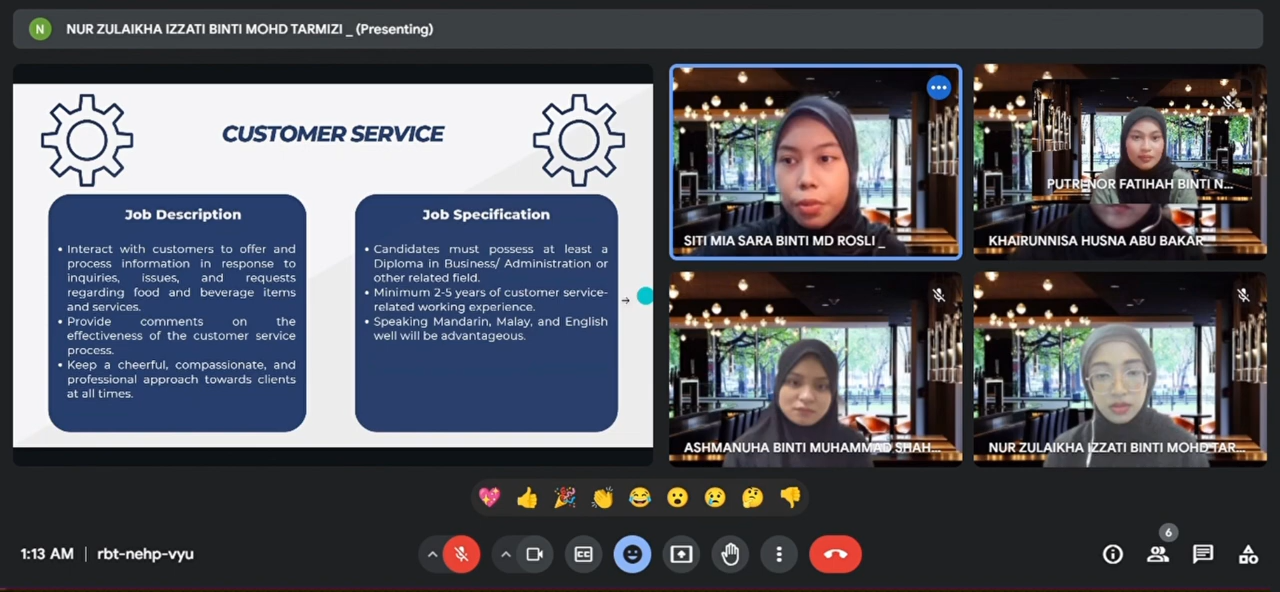 N NUR ZULAIKHA IZZATI BINTI MOHD TARMIZI _ (Presenting)
CUSTOMER SERVICE
Job Description
• Interact with customers to offer and
process information in response to
inquiries, issues, and requests
regarding food and beverage items
and services.
• Provide comments on the
effectiveness of the customer service
process.
• Keep a cheerful, compassionate, and
professional approach towards clients
at all times.
Job Specification
• Candidates must possess at least a
Diploma in Business/ Administration or
other related field.
• Minimum 2-5 years of customer service-
related working experience.
• Speaking Mandarin, Malay, and English
well will be advantageous.
SITI MIA SARA BINTI MD ROSLI _
PUTRI NOR FATIHAH BINTI N...
KHAIRUNNISA HUSNA ABU BAKAR
ASHMANUHA BINTI MUHAMMAD SHAH...
NUR ZULAIKHA IZZATI BINTI MOHD TAR...
1:13 AM | rbt-nehp-vyu
CC
6